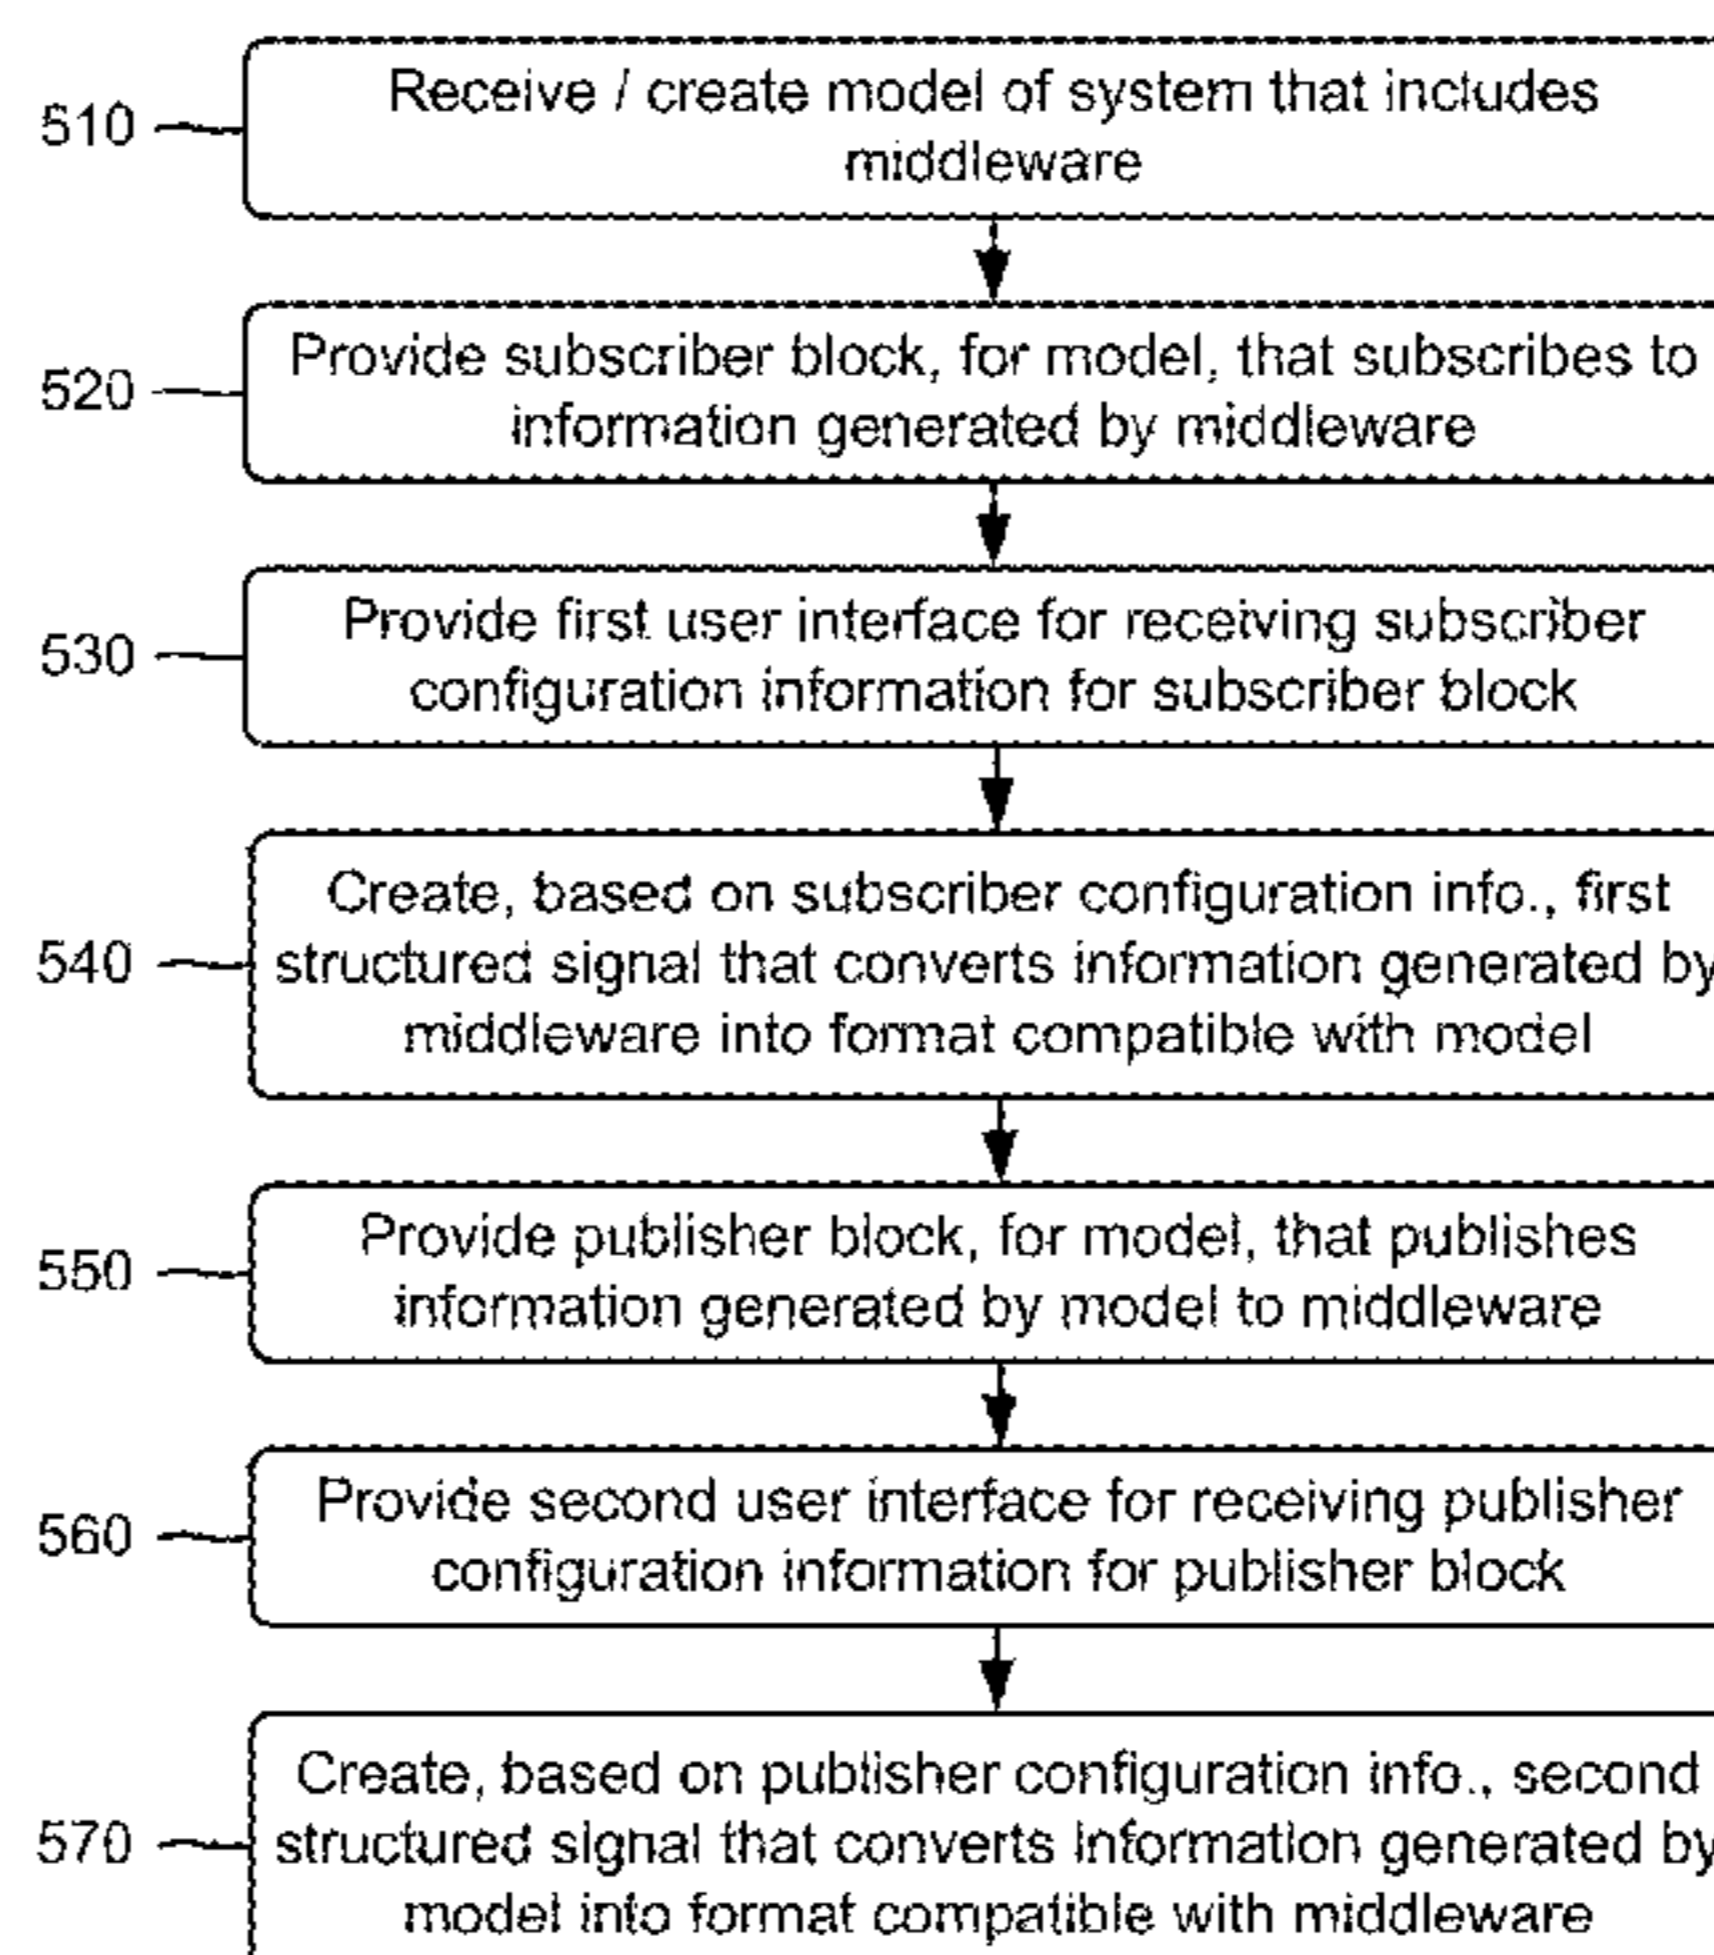 510
Receive / create model of system that includes
middleware
520
Provide subscriber block, for model, that subscribes to
information generated by middleware
530
Provide first user interface for receiving subscriber
configuration information for subscriber block
540
Create, based on subscriber configuration info., first
structured signal that converts information generated by
middleware into format compatible with model
550
Provide publisher block, for model, that publishes
information generated by model to middleware
560
Provide second user interface for receiving publisher
configuration information for publisher block
570
Create, based on publisher configuration info., second
structured signal that converts information generated by
model into format compatible with middleware